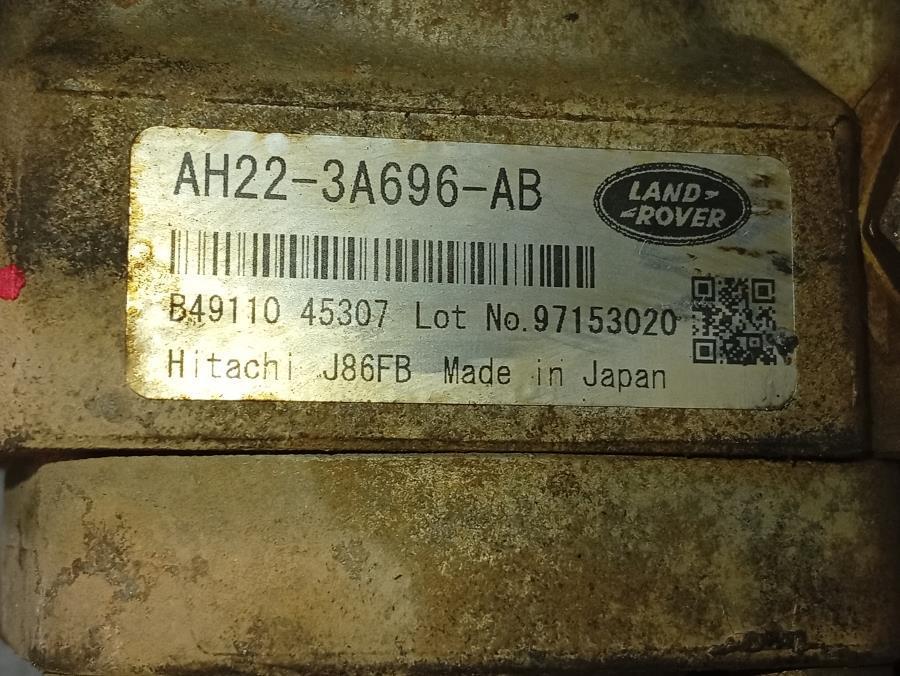 AH22-3A696-AB
LAND
ROVER
B49110 45307 Lot No.97153020
Hitachi J86FB Made in Japan